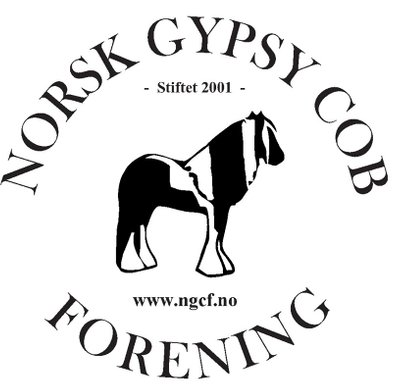 NORSK GYPSY COB
- Stiftet 2001 -
www.ngcf.no
FORENING